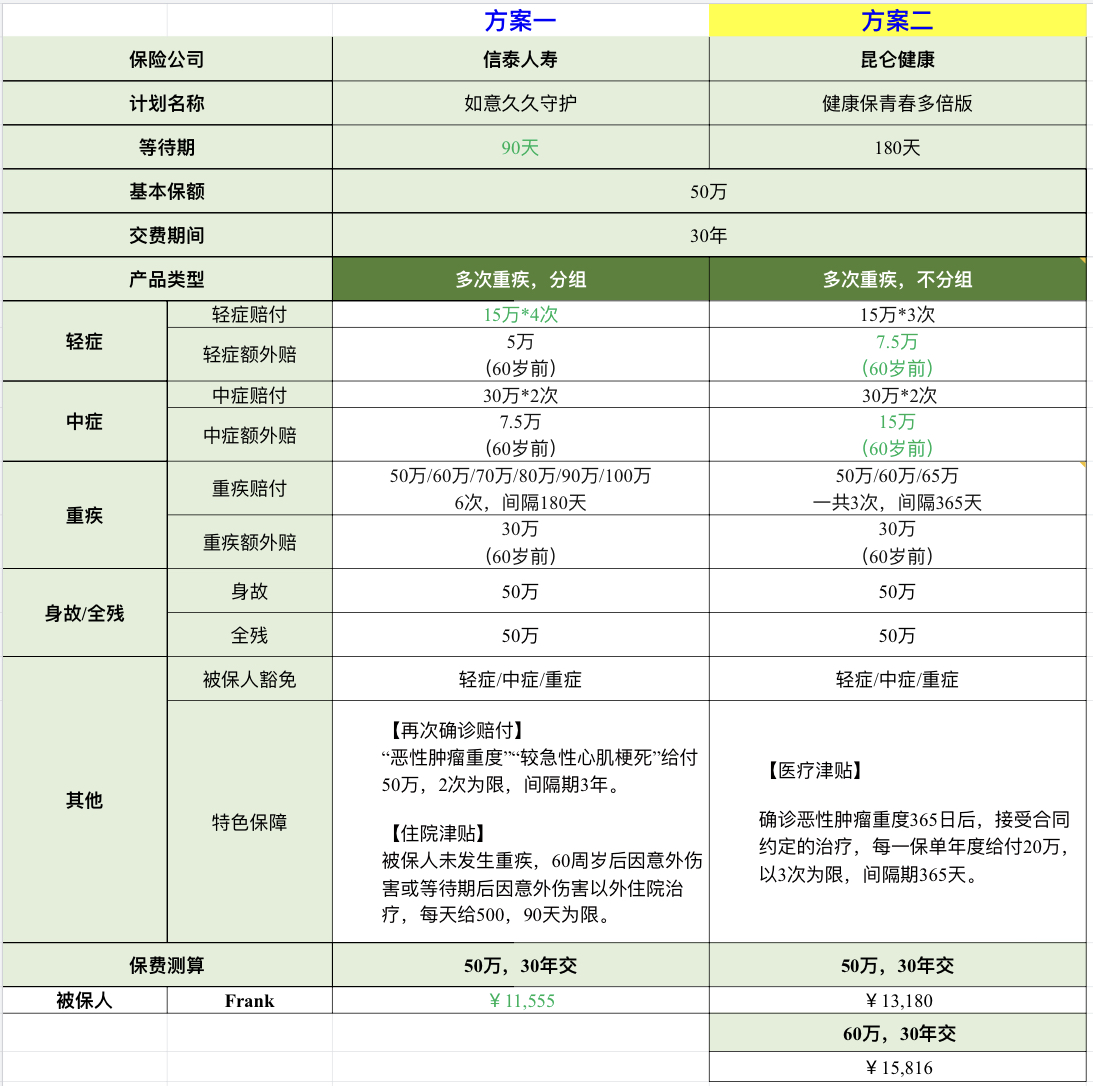 方案一 方案二
保险公司 信泰人寿 昆仑健康
计划名称 如意久久守护 健康保青春多倍版
等待期 90天 180天
基本保额 50万
交费期间 30年
产品类型 多次重疾，分组 多次重疾，不分组
轻症 轻症赔付 15万*4次 15万*3次
轻症额外赔 5万 7.5万
（60岁前） （60岁前）
中症 中症赔付 30万*2次 30万*2次
中症额外赔 7.5万 15万
（60岁前） （60岁前）
重疾 重疾赔付 50万/60万/70万/80万/90万/100万 50万/60万/65万
6次，间隔180天 一共3次，间隔365天
重疾额外赔 30万 30万
（60岁前） （60岁前）
身故/全残 身故 50万 50万
全残 50万 50万
其他 被保人豁免 轻症/中症/重症 轻症/中症/重症
特色保障
【再次确诊赔付】
“恶性肿瘤重度”“较急性心肌梗死”给付
50万，2次为限，间隔期3年。
【住院津贴】
被保人未发生重疾，60周岁后因意外伤
害或等待期后因意外伤害以外住院治
疗，每天给500，90天为限。
【医疗津贴】
确诊恶性肿瘤重度365日后，接受合同
约定的治疗，每一保单年度给付20万，
以3次为限，间隔期365天。
保费测算 50万，30年交 50万，30年交
被保人 Frank ￥11,555 ￥13,180
60万，30年交
￥15,816